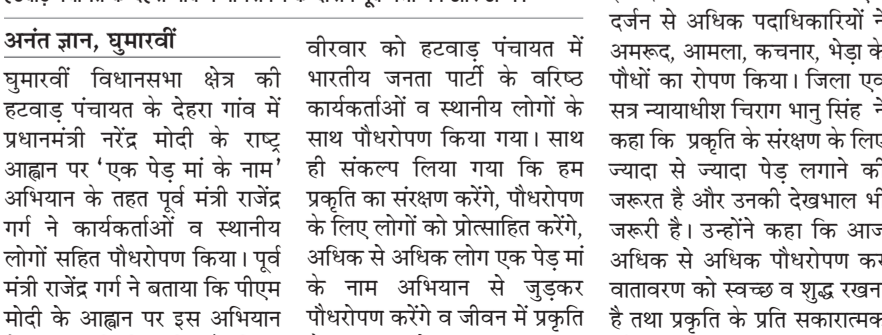 अनंत ज्ञान, घुमारवीं
घुमारवीं विधानसभा क्षेत्र की
हटवाड़ पंचायत के देहरा गांव में
प्रधानमंत्री नरेंद्र मोदी के राष्ट्र
आह्वान पर ‘एक पेड़ मां के नाम’
अभियान के तहत पूर्व मंत्री राजेंद्र
गर्ग ने कार्यकर्ताओं व स्थानीय
लोगों सहित पौधरोपण किया। पूर्व
मंत्री राजेंद्र गर्ग ने बताया कि पीएम
मोदी के आह्वान पर इस अभियान
वीरवार को हटवाड़ पंचायत में
भारतीय जनता पार्टी के वरिष्ठ
कार्यकर्ताओं व स्थानीय लोगों के
साथ पौधरोपण किया गया। साथ
ही संकल्प लिया गया कि हम
प्रकृति का संरक्षण करेंगे, पौधरोपण
के लिए लोगों को प्रोत्साहित करेंगे,
अधिक से अधिक लोग एक पेड़ मां
के नाम अभियान से जुड़कर
पौधरोपण करेंगे व जीवन में प्रकृति
दर्जन से अधिक पदाधिकारियों ने
अमरूद, आमला, कचनार, भेड़ा के
पौधों का रोपण किया। जिला एवं
सत्र न्यायाधीश चिराग भानु सिंह ने
कहा कि प्रकृति के संरक्षण के लिए
ज्यादा से ज्यादा पेड़ लगाने की
जरूरत है और उनकी देखभाल भी
जरूरी है। उन्होंने कहा कि आज
अधिक से अधिक पौधरोपण कर
वातावरण को स्वच्छ व शुद्ध रखना
है तथा प्रकृति के प्रति सकारात्मक